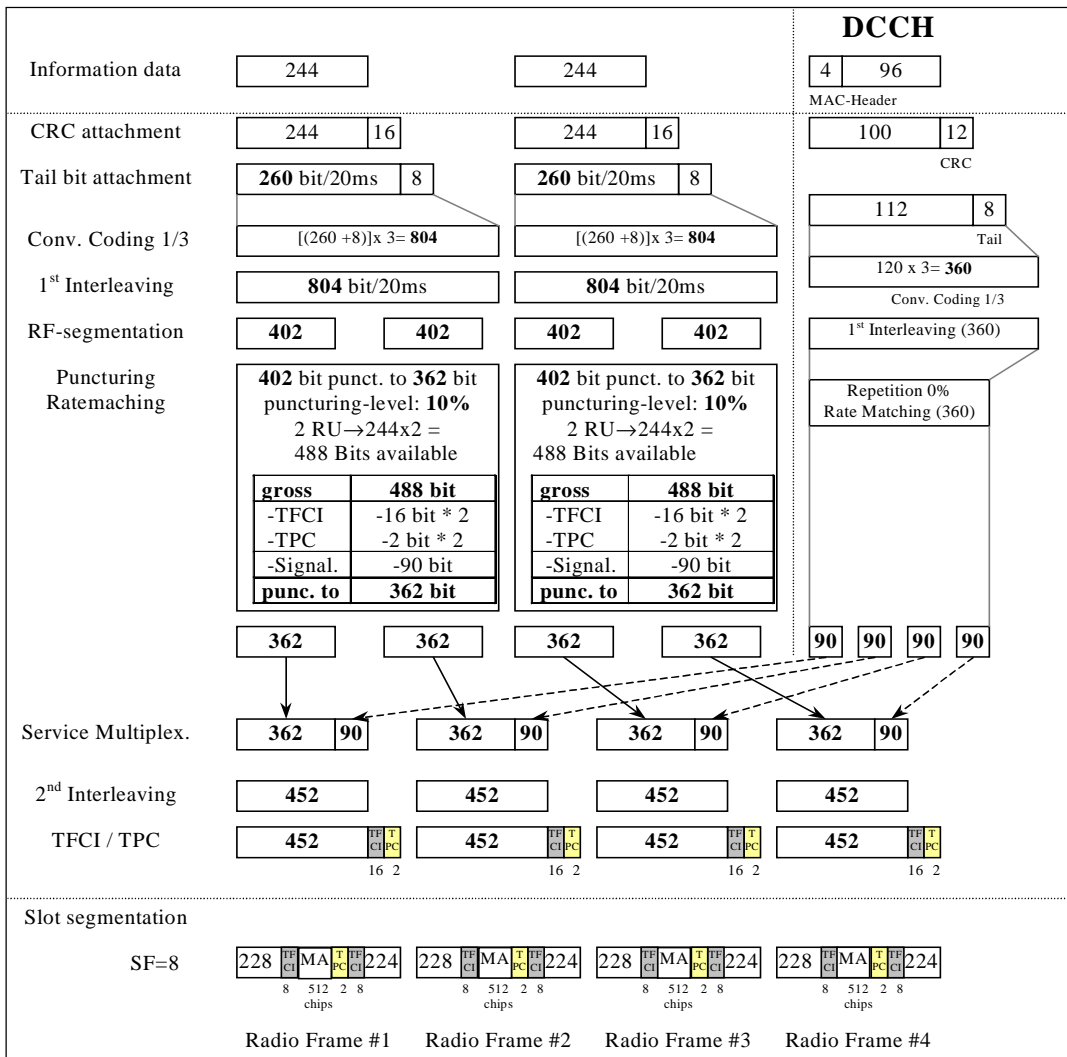 DCCH
Information data 244 244 4 96
MAC-Header
CRC attachment 244 16 244 16 100 12
CRC
Tail bit attachment 260 bit/20ms 8 260 bit/20ms 8
112 8
Tail
Conv. Coding 1/3 [(260 +8)]x 3= 804 [(260 +8)]x 3= 804
120 x 3= 360
Conv. Coding 1/3
1st Interleaving 804 bit/20ms 804 bit/20ms
RF-segmentation 402 402 402 402 1st Interleaving (360)
Puncturing
Ratemaching
402 bit punct. to 362 bit
puncturing-level: 10%
2 RU→244x2 =
488 Bits available
gross 488 bit
-TFCI -16 bit * 2
-TPC -2 bit * 2
-Signal. -90 bit
punc. to 362 bit
402 bit punct. to 362 bit
puncturing-level: 10%
2 RU→244x2 =
488 Bits available
gross 488 bit
-TFCI -16 bit * 2
-TPC -2 bit * 2
-Signal. -90 bit
punc. to 362 bit
Repetition 0%
Rate Matching (360)
362 362 362 362 90 90 90 90
Service Multiplex. 362 90 362 90 362 90 362 90
2nd Interleaving 452 452 452 452
TFCI / TPC 452 TF CI T PC 452 TF CI T PC 452 TF CI T PC 452 TF CI T PC
16 2 16 2 16 2 16 2
Slot segmentation
SF=8 228 TF CI MA T PC TF CI 224 228 TF CI MA T PC TF CI 224 228 TF CI MA T PC TF CI 224 228 TF CI MA T PC TF CI 224
8 512 2 8 8 512 2 8 8 512 2 8 8 512 2 8
chips chips chips chips
Radio Frame #1 Radio Frame #2 Radio Frame #3 Radio Frame #4